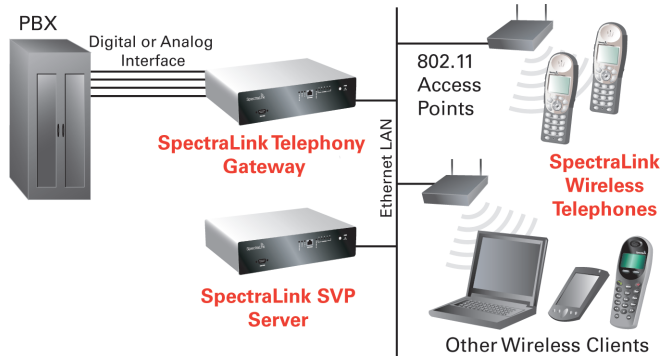 PBX
Digital or Analog
Interface
SpectraLink Telephony
Gateway
SpectraLink SVP
Server
Ethernet LAN
802.11
Access
Points
SpectraLink
Wireless
Telephones
Other Wireless Clients